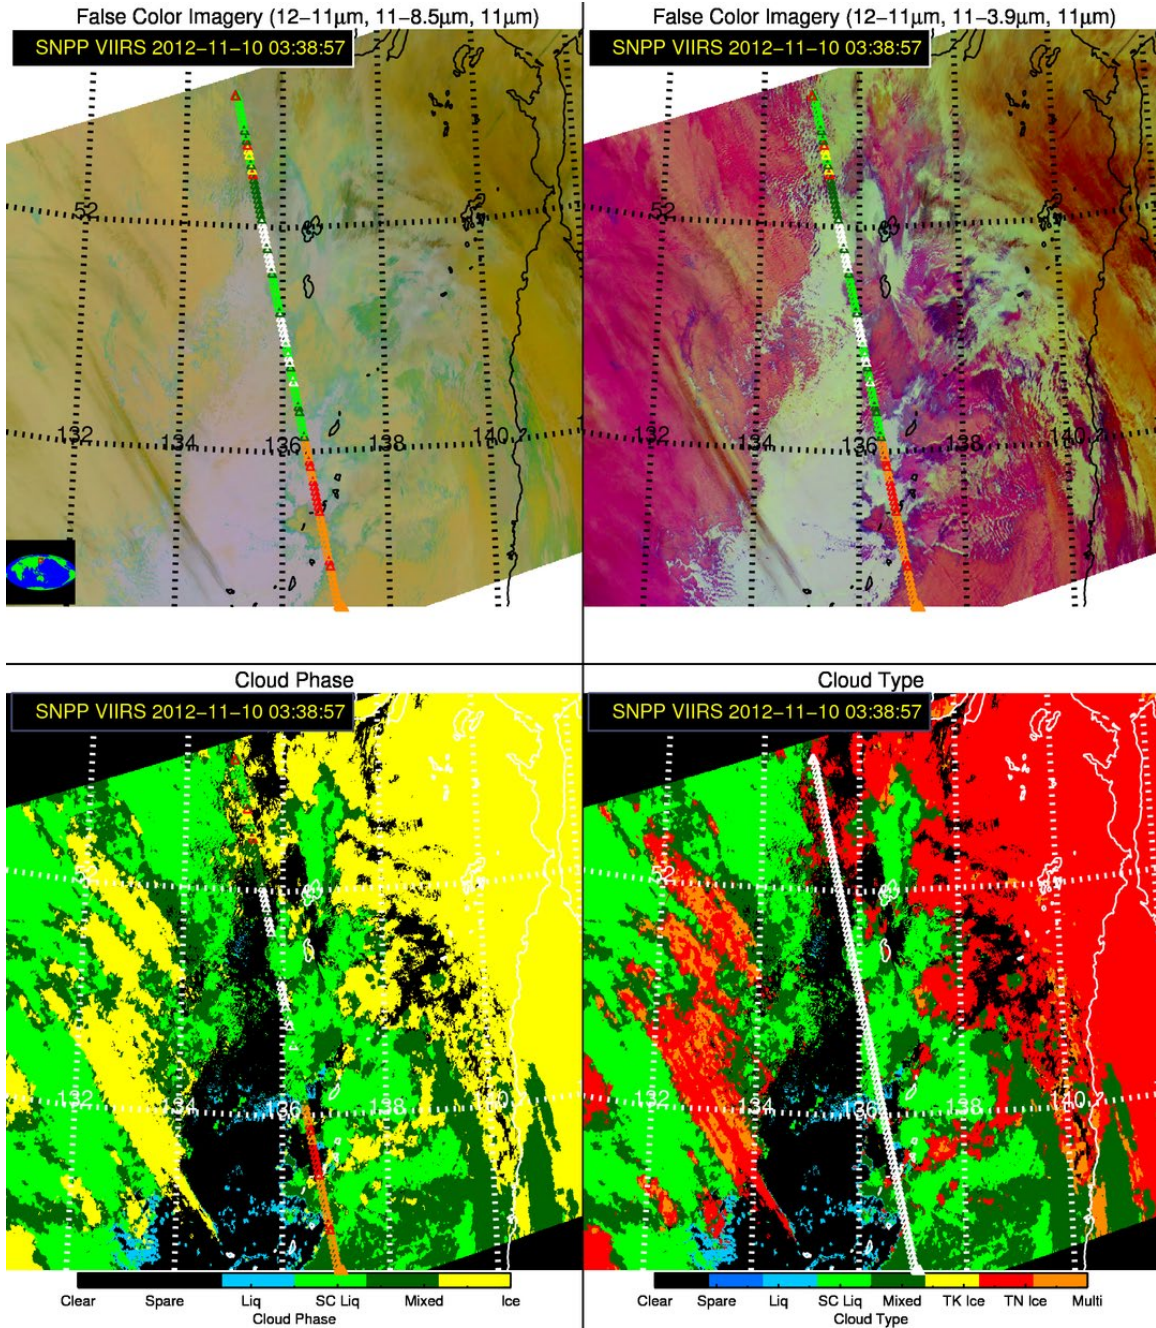 False Color Imagery (12−11μm, 11−8.5μm, 11μm)
SNPP VIIRS 2012−11−10 03:38:57
52
132
134
136
138
140.2
False Color Imagery (12−11μm, 11−3.9μm, 11μm)
SNPP VIIRS 2012−11−10 03:38:57
52
132
134
136
138
140.2
Cloud Phase
SNPP VIIRS 2012−11−10 03:38:57
52
132
134
136
138
140.2
Clear Spare Liq SC Liq Mixed Ice
Cloud Phase
Cloud Type
SNPP VIIRS 2012−11−10 03:38:57
52
132
134
136
138
140.2
Clear Spare Liq SC Liq Mixed TK Ice TN Ice Multi
Cloud Type